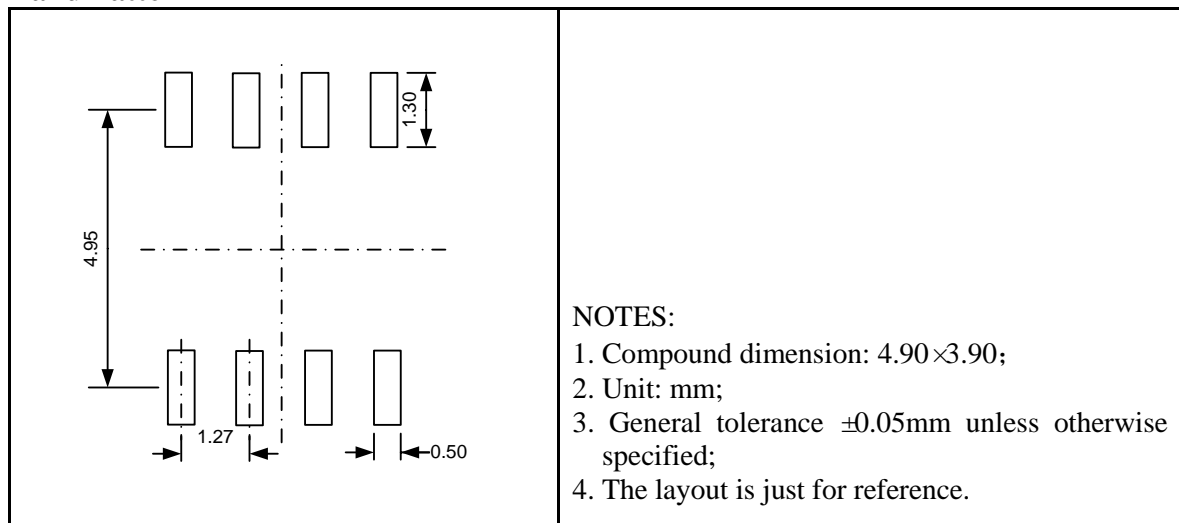 1.30
4.95
1.27
0.50
NOTES:
1. Compound dimension: 4.90×3.90;
2. Unit: mm;
3. General tolerance ±0.05mm unless otherwise
specified;
4. The layout is just for reference.